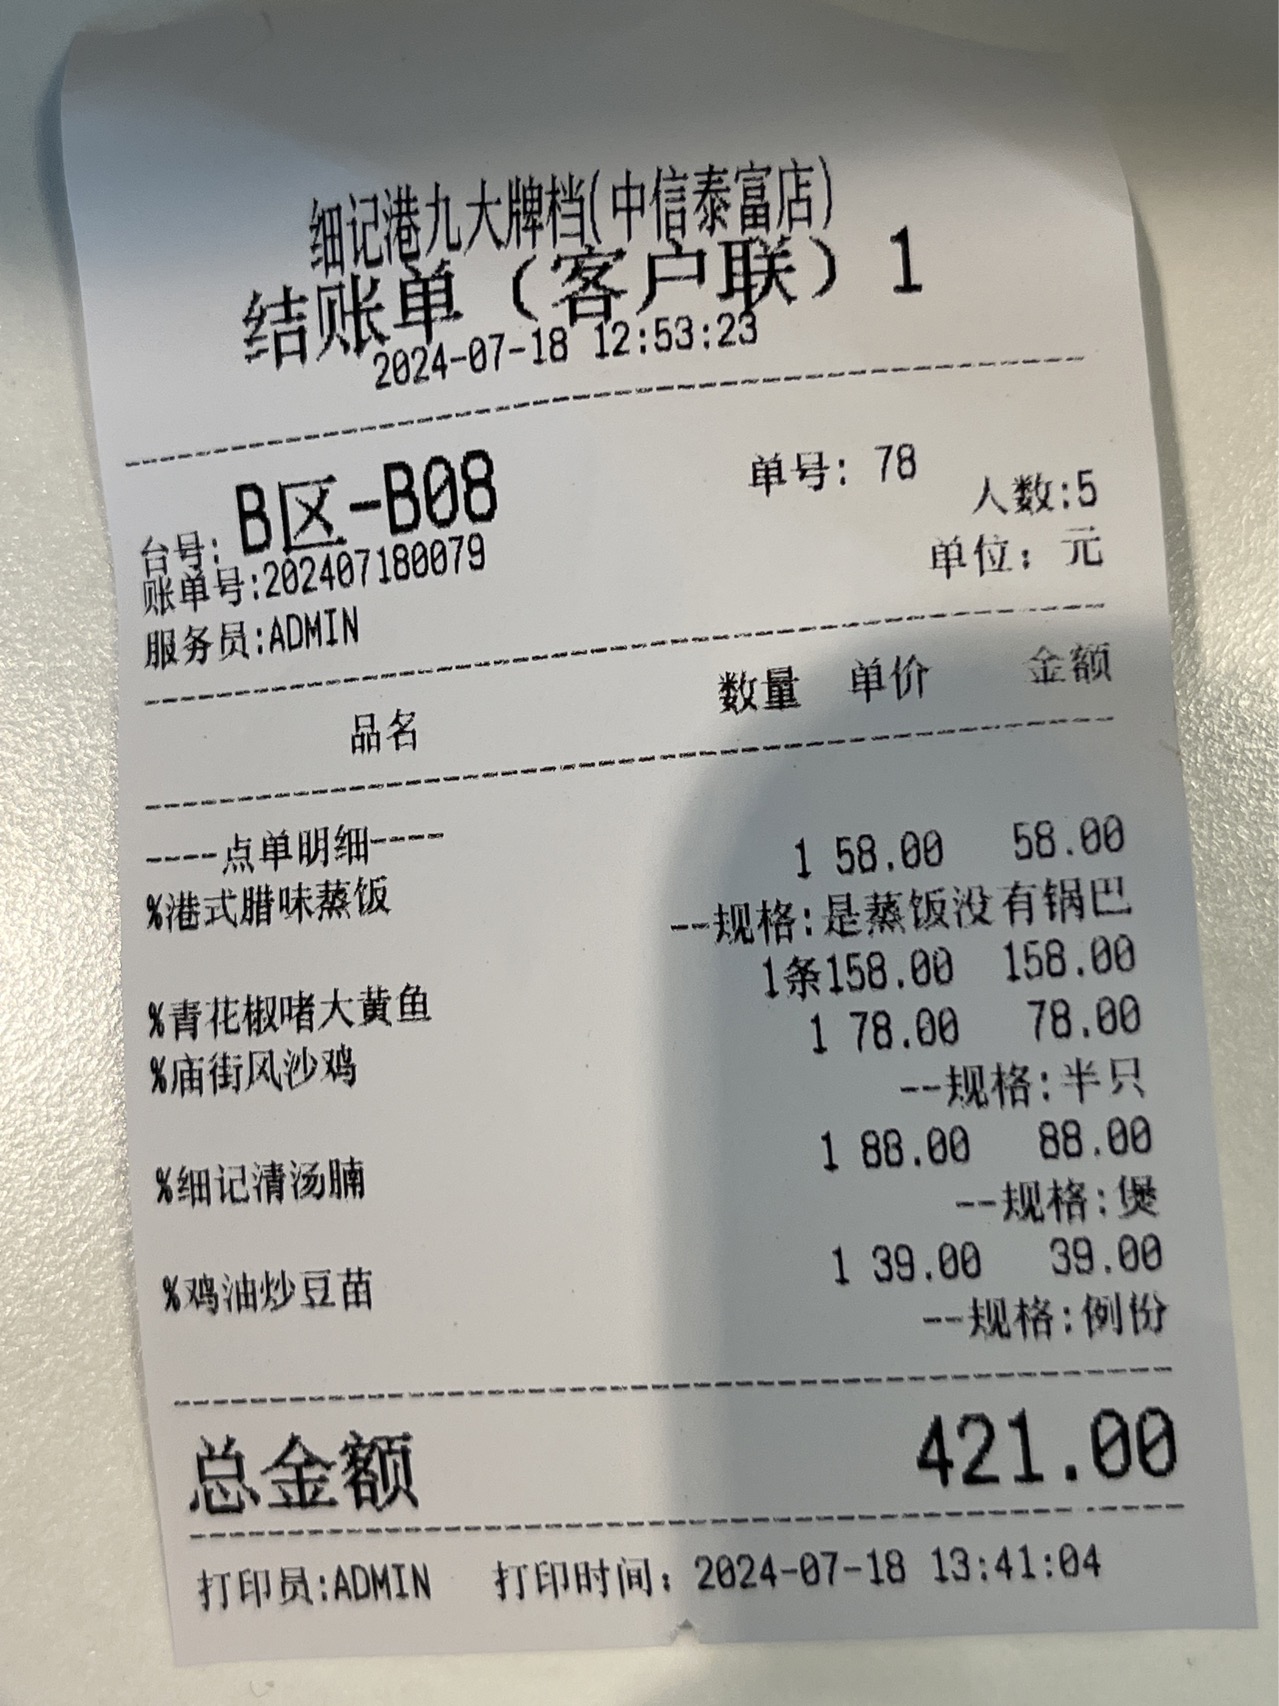 细记港九大牌档(中信泰富店)
结账单（客户联）1
2024-07-18 12:53:23
台号: B区-B08 单号: 78
人数:5
账单号:202407180079 单位: 元
服务员:ADMIN
品名 数量 单价 金额
----点单明细----
%港式腊味蒸饭 1 58.00 58.00
--规格:是蒸饭没有锅巴
%青花椒啫大黄鱼 1条158.00 158.00
%庙街风沙鸡 1 78.00 78.00
--规格:半只
%细记清汤腩 1 88.00 88.00
--规格:煲
%鸡油炒豆苗 1 39.00 39.00
--规格:例份
总金额 421.00
打印员:ADMIN 打印时间: 2024-07-18 13:41:04